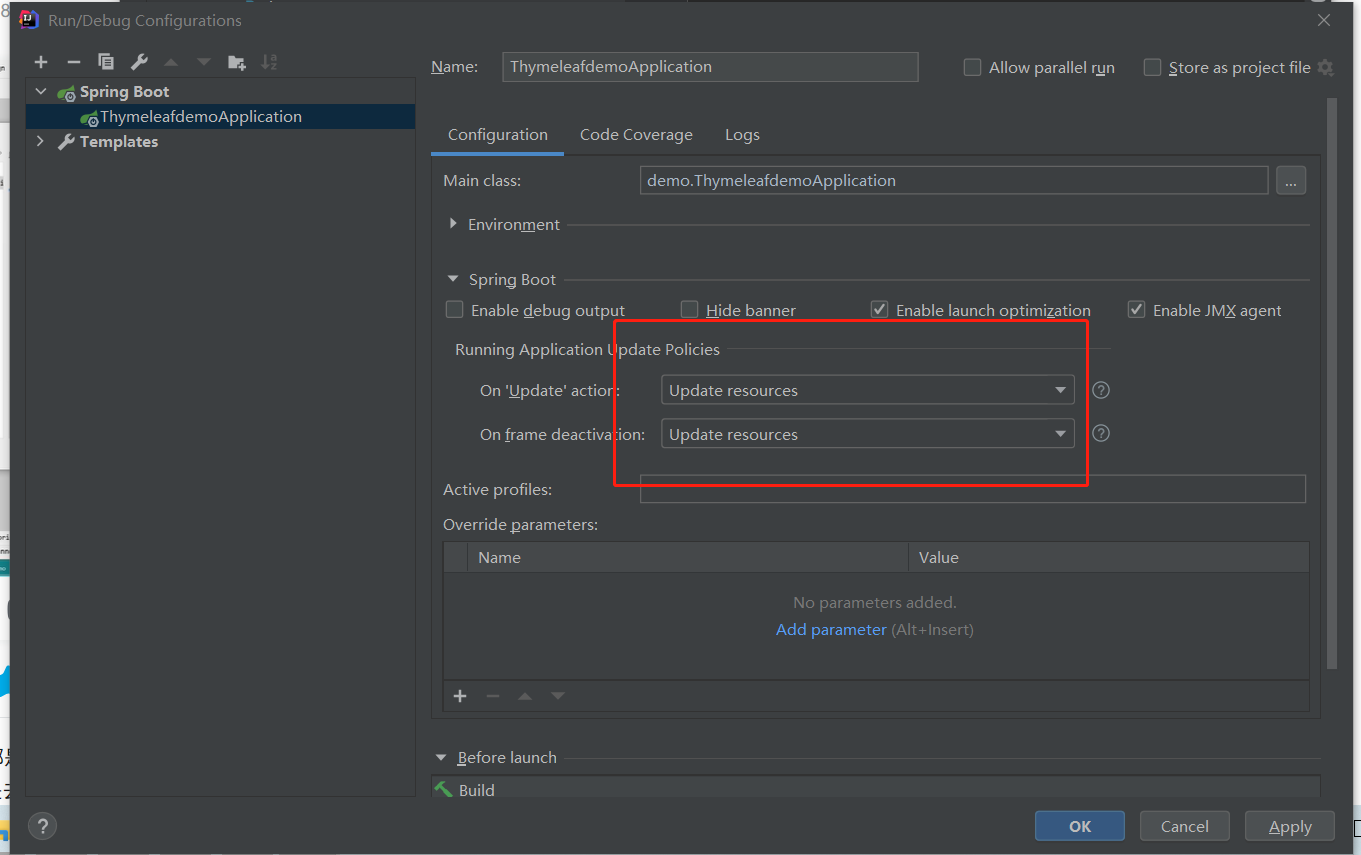 Run/Debug Configurations
Spring Boot
ThymeleafdemoApplication
Templates
Name:
ThymeleafdemoApplication
Allow parallel run
Store as project file
Configuration
Code Coverage
Logs
Main class:
demo.ThymeleafdemoApplication
...
Environment
Spring Boot
Enable debug output
Hide banner
Enable launch optimization
Enable JMX agent
Running Application Update Policies
On 'Update' action:
Update resources
?
On frame deactivation:
Update resources
?
Active profiles:
Override parameters:
Name
Value
No parameters added.
Add parameter (Alt+Insert)
Before launch
Build
?
OK
Cancel
Apply